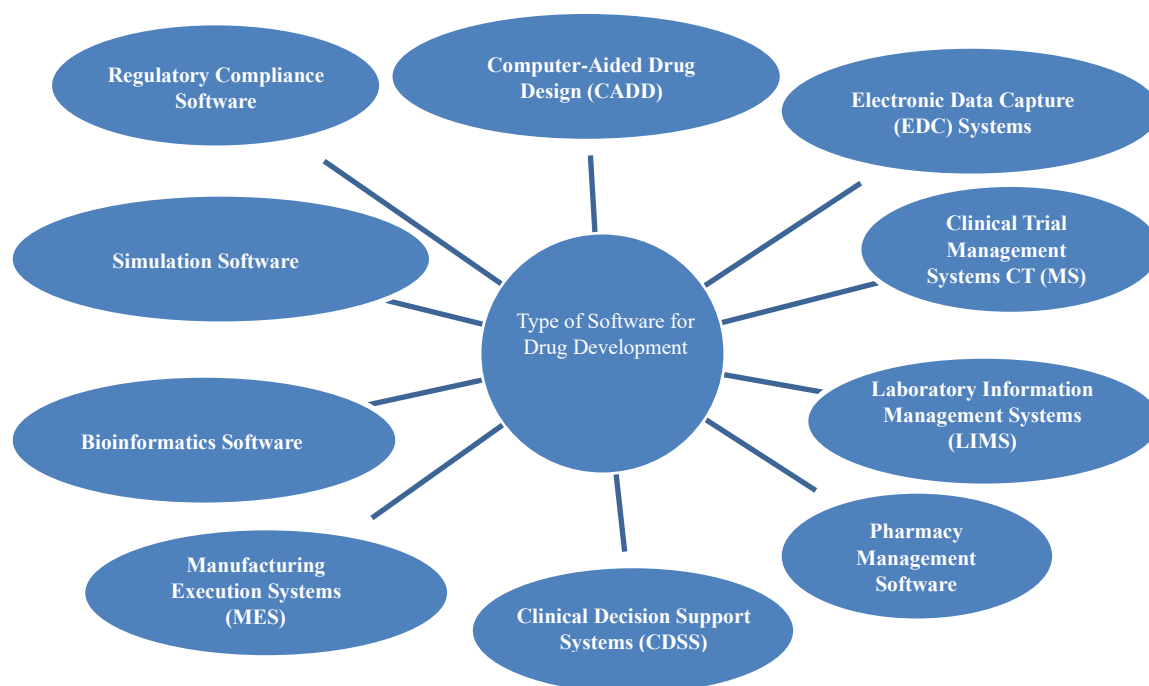 Regulatory Compliance
Software
Computer-Aided Drug
Design (CADD)
Electronic Data Capture
(EDC) Systems
Simulation Software
Clinical Trial
Management
Systems CT (MS)
Type of Software for
Drug Development
Laboratory Information
Management Systems
(LIMS)
Bioinformatics Software
Pharmacy
Management
Software
Manufacturing
Execution Systems
(MES)
Clinical Decision Support
Systems (CDSS)